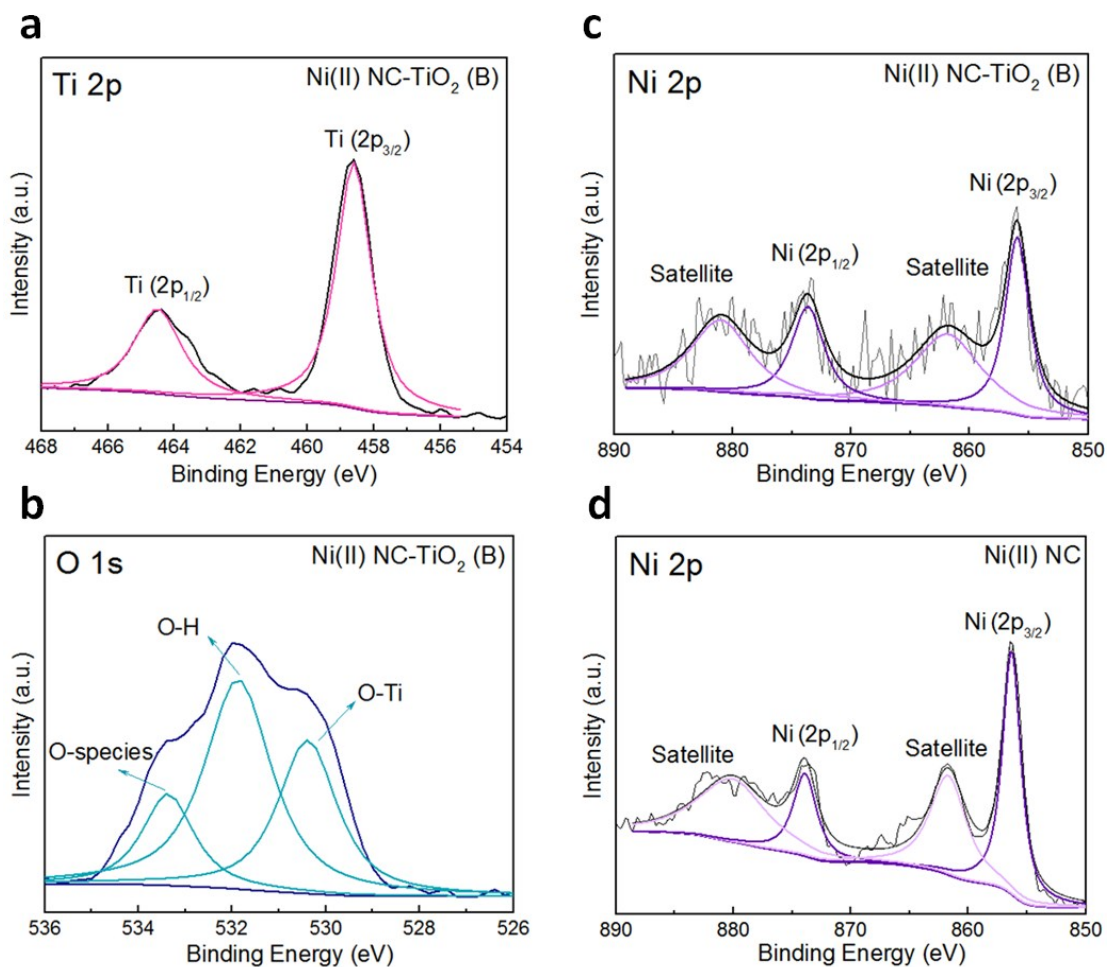 a
Ti 2p
Ni(II) NC-TiO₂ (B)
Ti (2p₃/₂)
Ti (2p₁/₂)
Intensity (a.u.)
468 466 464 462 460 458 456 454
Binding Energy (eV)
c
Ni 2p
Ni(II) NC-TiO₂ (B)
Ni (2p₃/₂)
Ni (2p₁/₂)
Satellite
Satellite
Intensity (a.u.)
890 880 870 860 850
Binding Energy (eV)
b
O 1s
Ni(II) NC-TiO₂ (B)
O-H
O-Ti
O-species
Intensity (a.u.)
536 534 532 530 528 526
Binding Energy (eV)
d
Ni 2p
Ni(II) NC
Ni (2p₃/₂)
Ni (2p₁/₂)
Satellite
Satellite
Intensity (a.u.)
890 880 870 860 850
Binding Energy (eV)